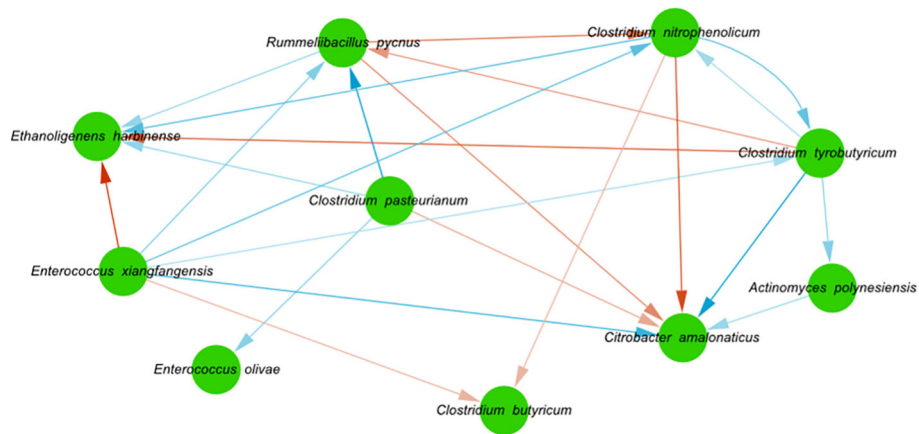 Clostridium nitrophenolicum
Rummeliibacillus pycnus
Ethanoligenens harbinense
Clostridium tyrobutyricum
Clostridium pasteurianum
Enterococcus xiangfangensis
Actinomyces polynesiensis
Citrobacter amalonaticus
Enterococcus olivae
Clostridium butyricum